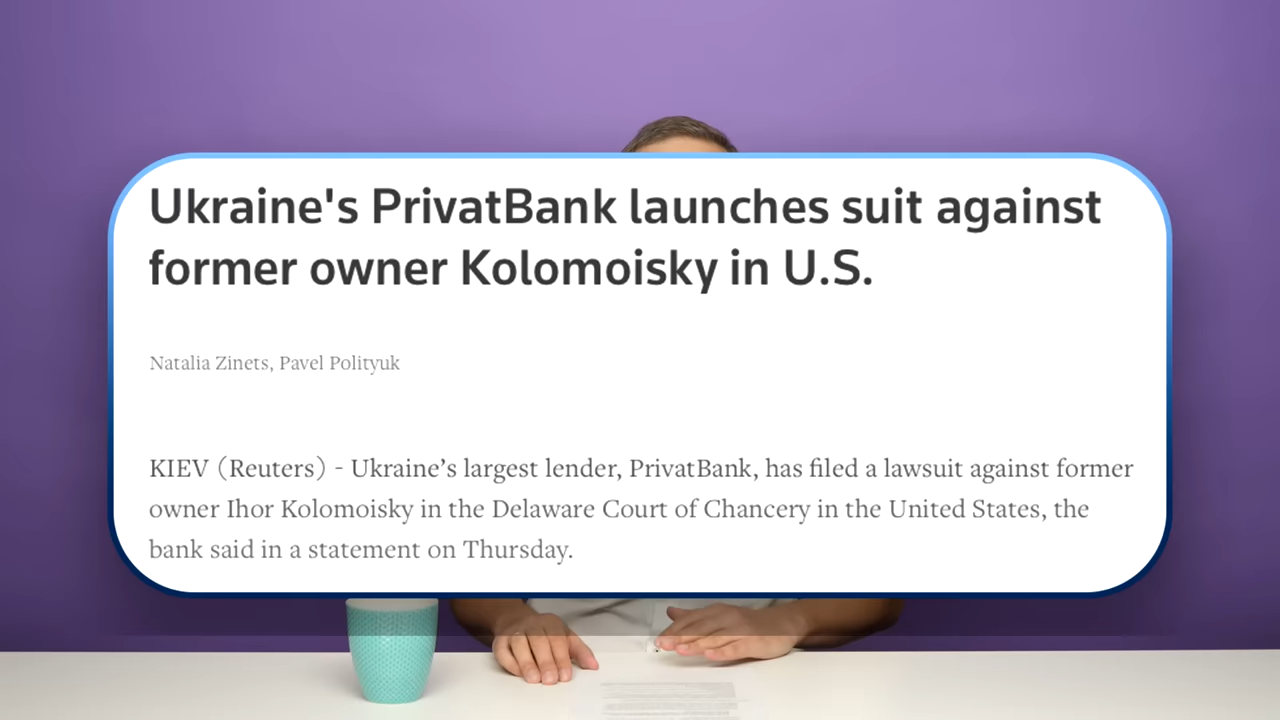 Ukraine's PrivatBank launches suit against
former owner Kolomoisky in U.S.
Natalia Zinets, Pavel Polityuk
KIEV (Reuters) - Ukraine’s largest lender, PrivatBank, has filed a lawsuit against former
owner Ihor Kolomoisky in the Delaware Court of Chancery in the United States, the
bank said in a statement on Thursday.